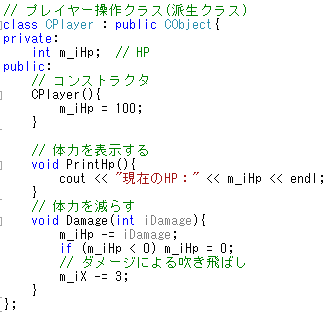 // プレイヤー操作クラス(派生クラス)
class CPlayer : public CObject{
private:
    int m_iHp;  // HP
public:
    // コンストラクタ
    CPlayer(){
        m_iHp = 100;
    }

    // 体力を表示する
    void PrintHp(){
        cout << "現在のHP：" << m_iHp << endl;
    }
    // 体力を減らす
    void Damage(int iDamage){
        m_iHp -= iDamage;
        if (m_iHp < 0) m_iHp = 0;
        // ダメージによる吹き飛ばし
        m_iX -= 3;
    }
};